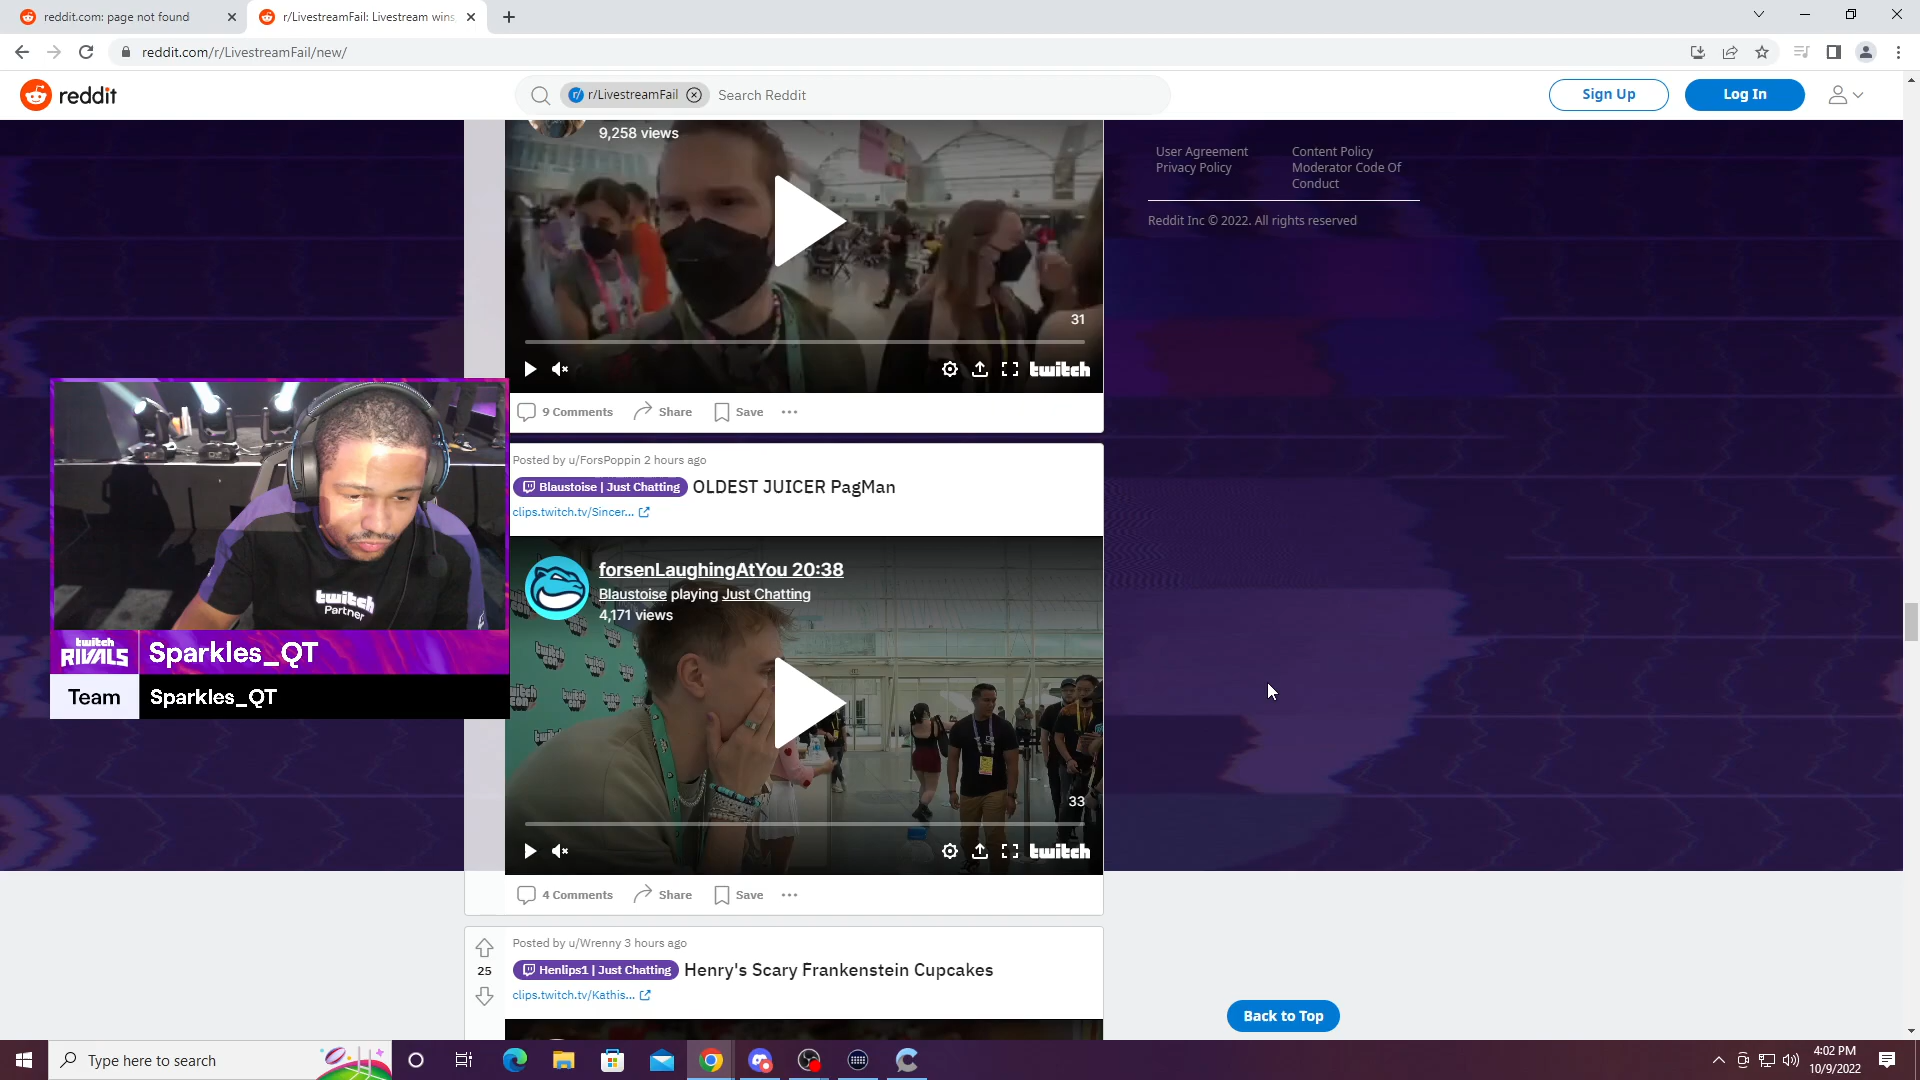 reddit.com: page not found
r/LivestreamFail: Livestream wins
reddit.com/r/LivestreamFail/new/
reddit
r/ r/LivestreamFail
Search Reddit
Sign Up
Log In
9,258 views
31
twitch
9 Comments
Share
Save
User Agreement
Content Policy
Privacy Policy
Moderator Code Of
Conduct
Reddit Inc © 2022. All rights reserved
twitch
Partner
twitch
RIVALS
Sparkles_QT
Team
Sparkles_QT
Posted by u/ForsPoppin 2 hours ago
Blaustoise | Just Chatting OLDEST JUICER PagMan
clips.twitch.tv/Sincer...
forsenLaughingAtYou 20:38
Blaustoise playing Just Chatting
4,171 views
33
twitch
4 Comments
Share
Save
Posted by u/Wrenny 3 hours ago
25
Henlips1 | Just Chatting Henry's Scary Frankenstein Cupcakes
clips.twitch.tv/Kathis...
Back to Top
Type here to search
4:02 PM
10/9/2022